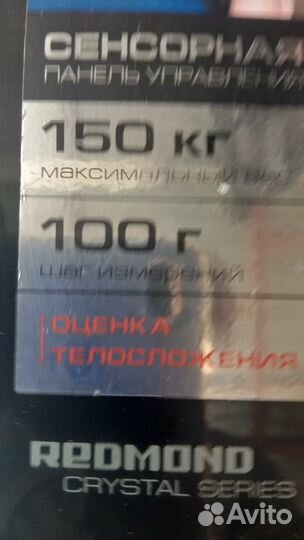 СЕНСОРНАЯ
ПАНЕЛЬ УПРАВЛЕНИЯ
150 кг
максимальный вес
100 г
шаг измерений
ОЦЕНКА
ТЕЛОСЛОЖЕНИЯ
REDMOND
CRYSTAL SERIES
Avito